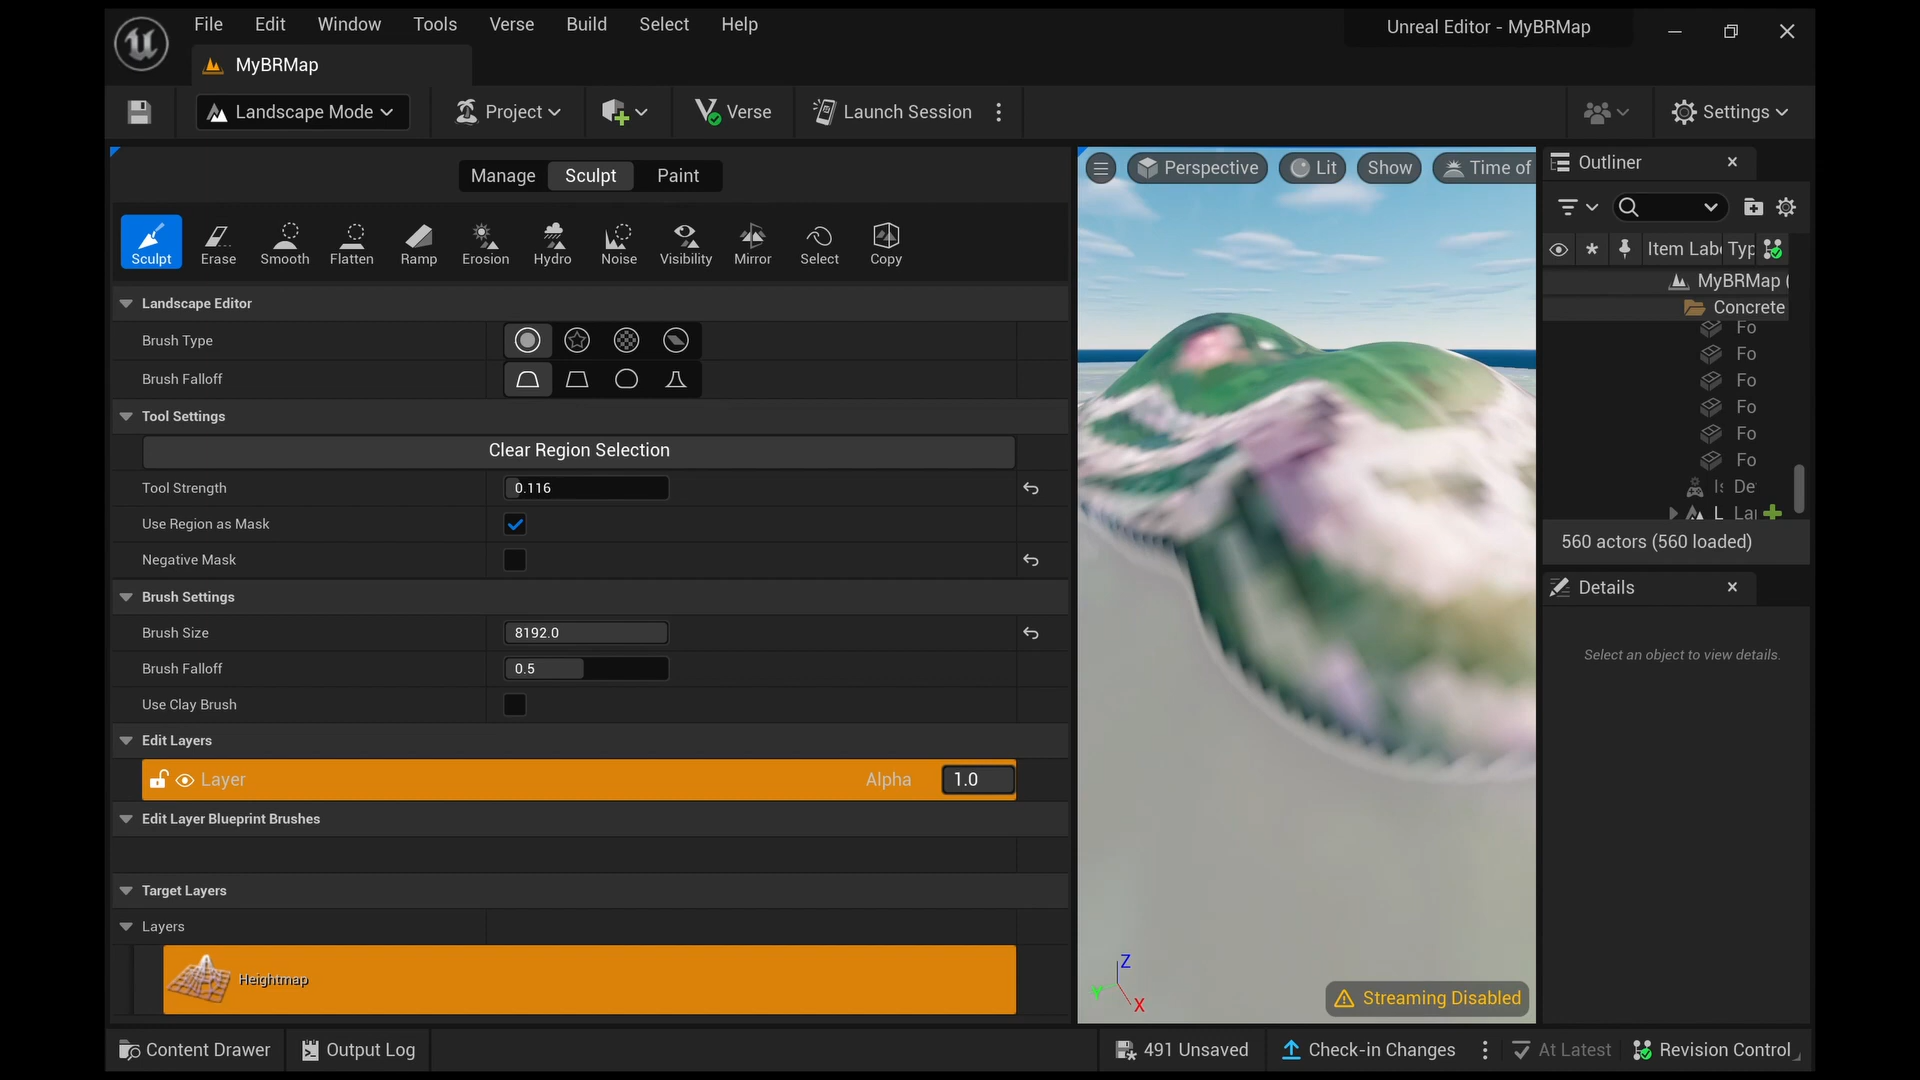 File Edit Window Tools Verse Build Select Help
Unreal Editor - MyBRMap
MyBRMap
Landscape Mode
Project
Verse
Launch Session
Settings
Manage Sculpt Paint
Sculpt Erase Smooth Flatten Ramp Erosion Hydro Noise Visibility Mirror Select Copy
Landscape Editor
Brush Type
Brush Falloff
Tool Settings
Clear Region Selection
Tool Strength 0.116
Use Region as Mask
Negative Mask
Brush Settings
Brush Size 8192.0
Brush Falloff 0.5
Use Clay Brush
Edit Layers
Layer Alpha 1.0
Edit Layer Blueprint Brushes
Target Layers
Layers
Heightmap
Perspective Lit Show Time of
Z
Y
X
Streaming Disabled
Outliner
Item Lab Typ
MyBRMap (
Concrete
Fo
Fo
Fo
Fo
Fo
Fo
Is De
L Lar
560 actors (560 loaded)
Details
Select an object to view details.
Content Drawer Output Log 491 Unsaved Check-in Changes At Latest Revision Control